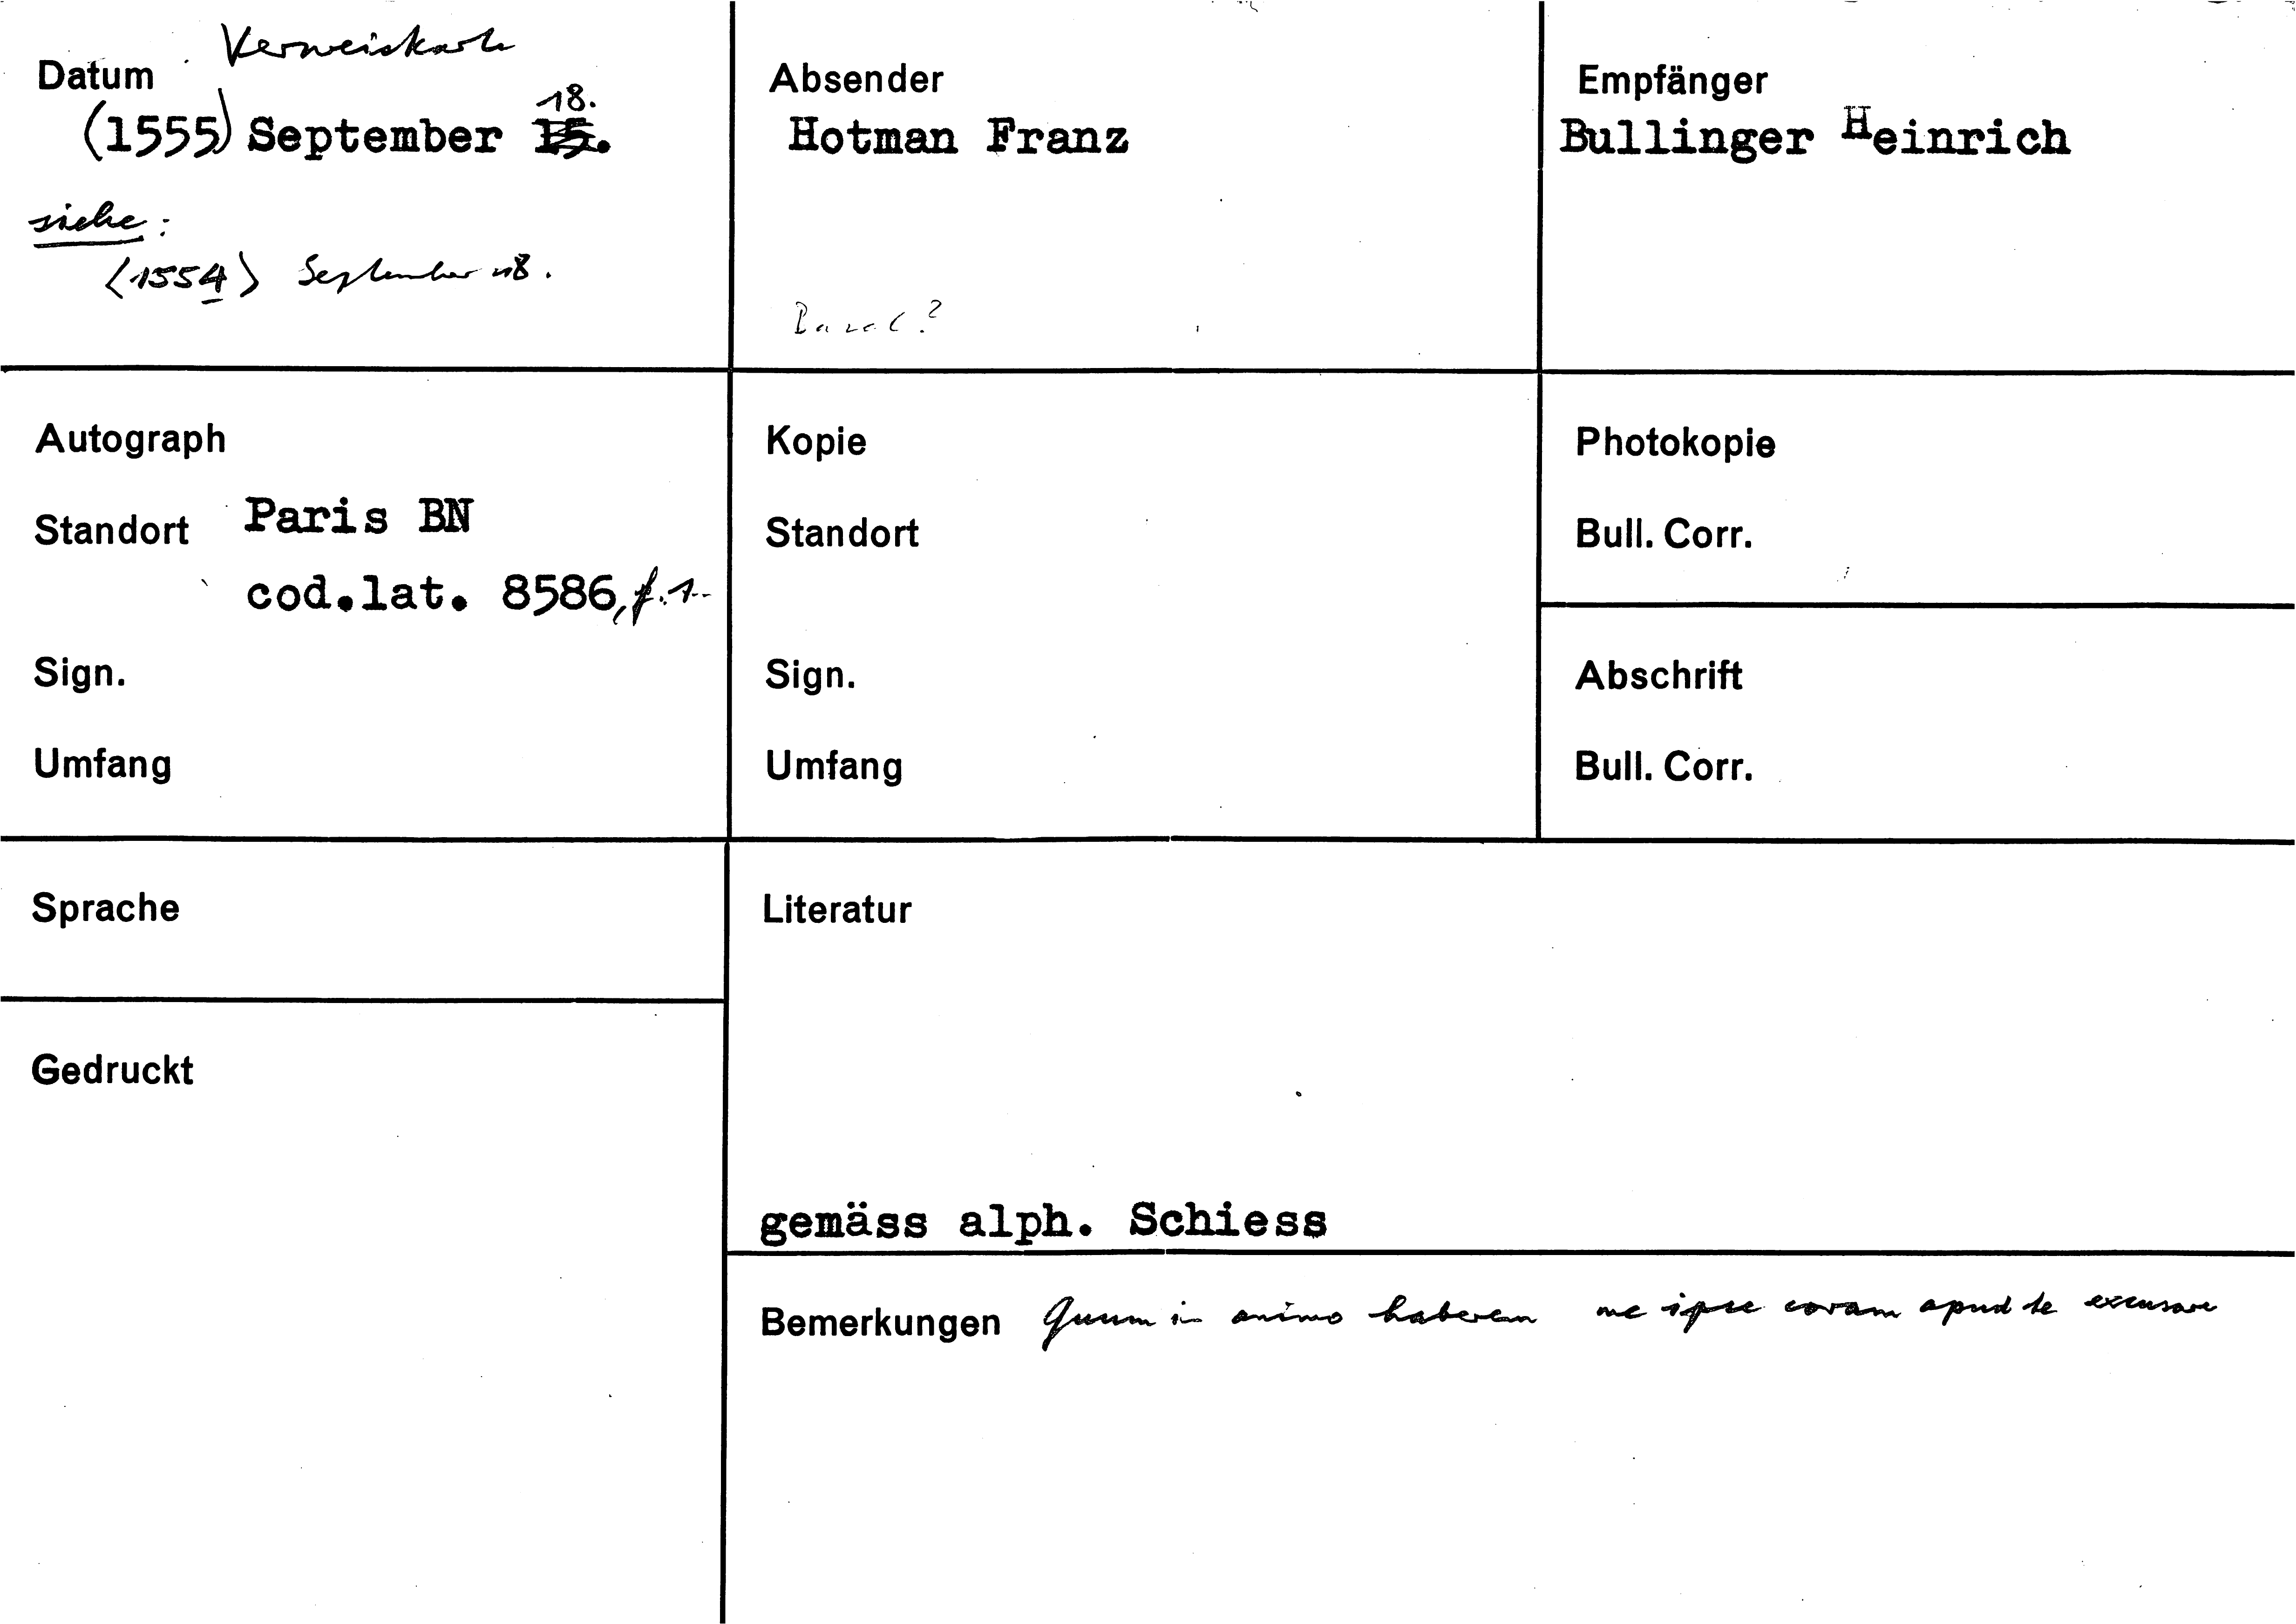 Verweiskarte
Datum
(1555) September 15. 18.
siehe:
<1554> September 18.
Absender
Hotman Franz
Basel?
Empfänger
Bullinger Heinrich
Autograph
Standort Paris BN
cod.lat. 8586, f. 1-
Sign.
Umfang
Kopie
Standort
Sign.
Umfang
Photokopie
Bull. Corr.
Abschrift
Bull. Corr.
Sprache
Gedruckt
Literatur
gemäss alph. Schiess
Bemerkungen Quum in animo haberem me ipse coram apud te excusare